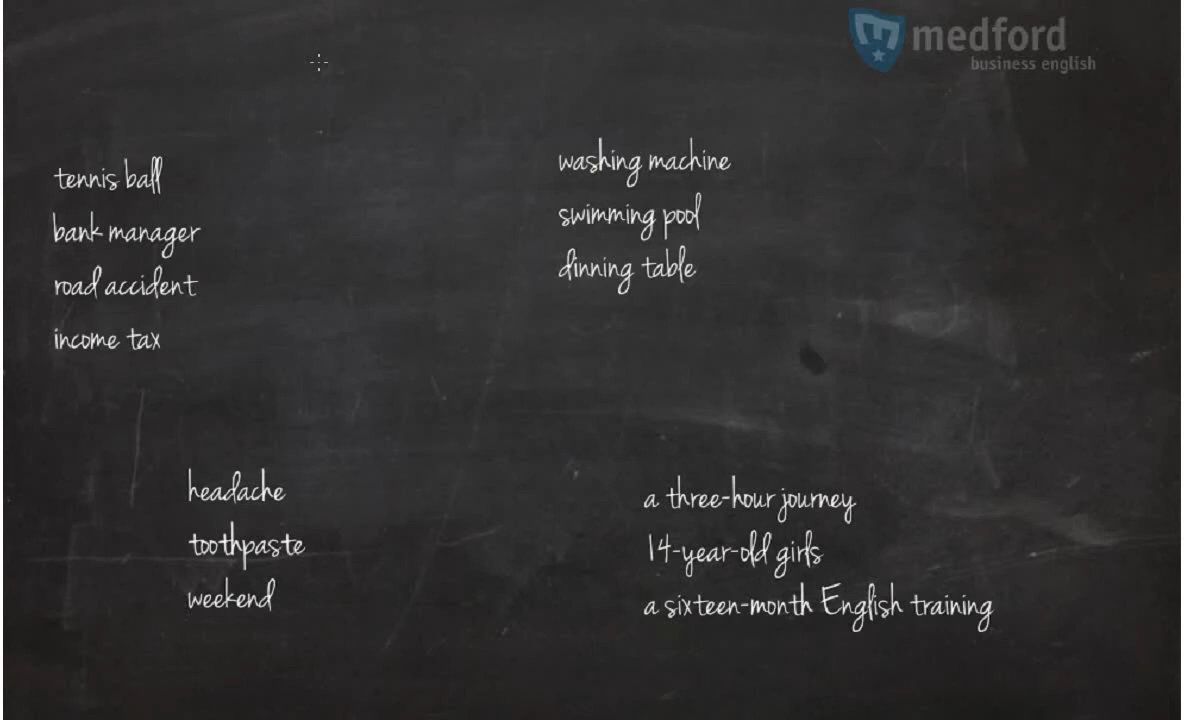 medford
business english
tennis ball
bank manager
road accident
income tax
washing machine
swimming pool
dinning table
headache
toothpaste
weekend
a three-hour journey
14-year-old girls
a sixteen-month English training